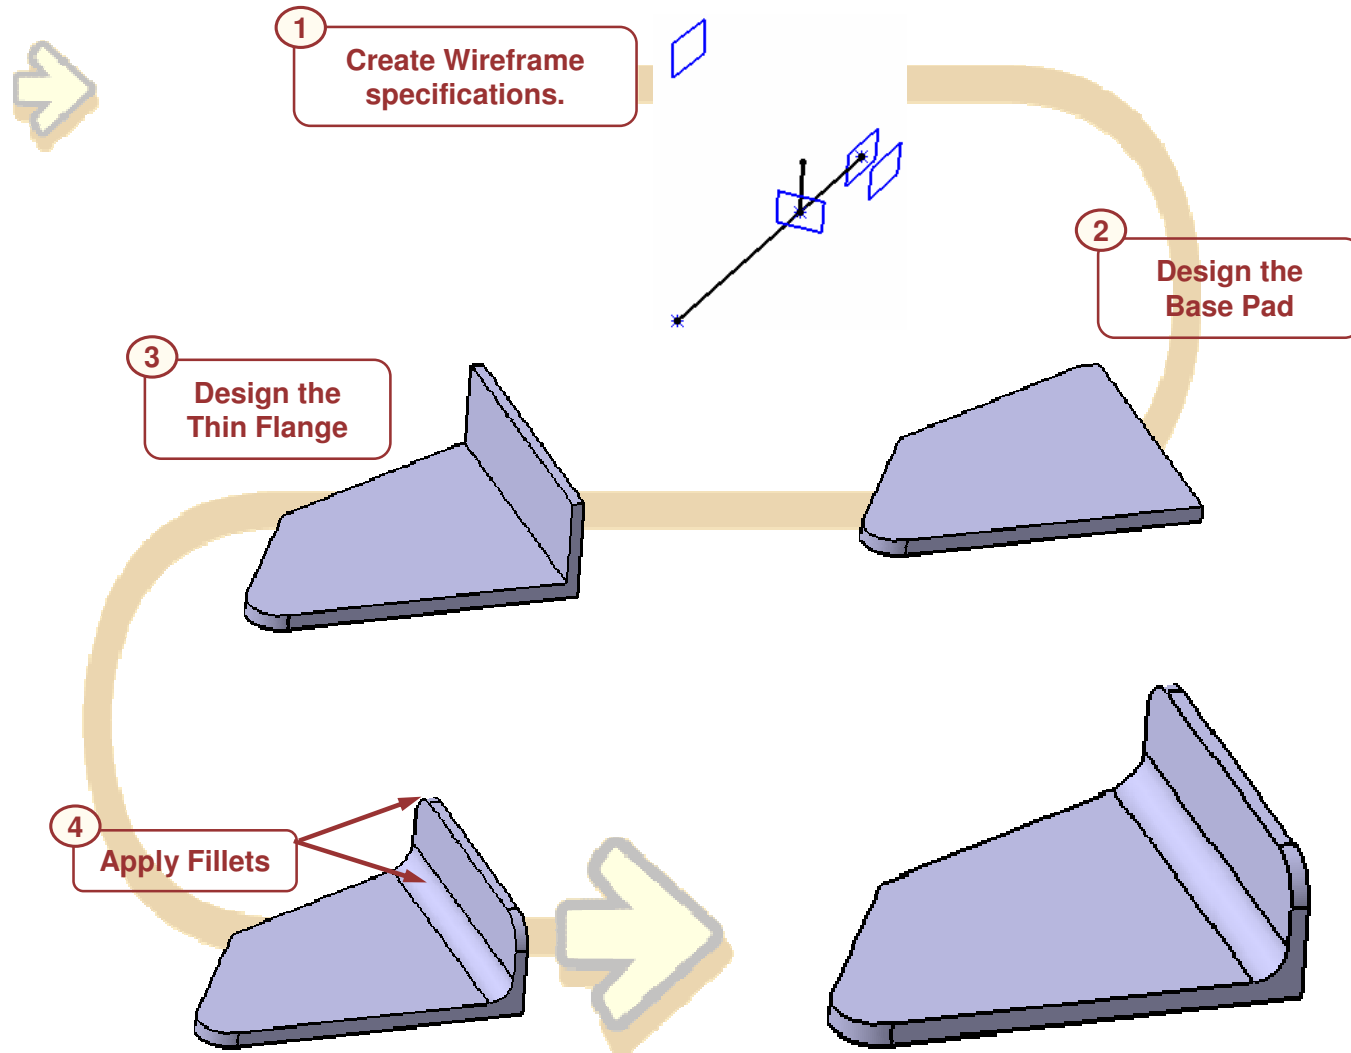 1
Create Wireframe
specifications.
2
Design the
Base Pad
3
Design the
Thin Flange
4
Apply Fillets